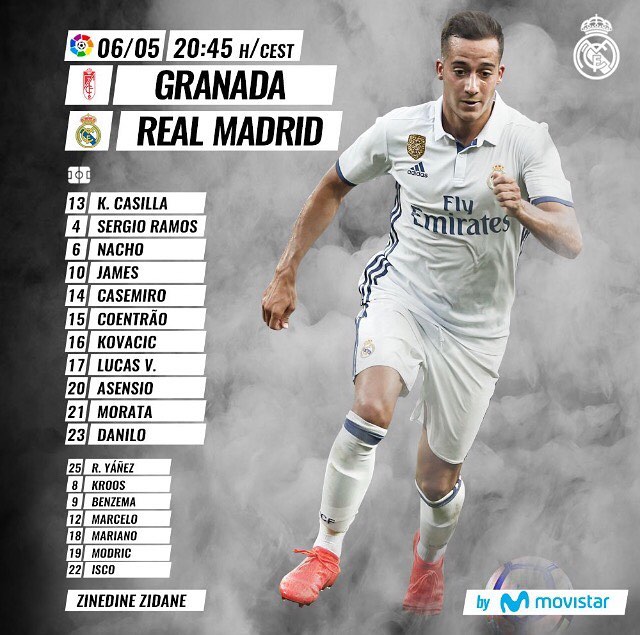 06/05 20:45 H/CEST
GRANADA
REAL MADRID
13 K. CASILLA
4 SERGIO RAMOS
6 NACHO
10 JAMES
14 CASEMIRO
15 COENTRÃO
16 KOVACIC
17 LUCAS V.
20 ASENSIO
21 MORATA
23 DANILO
25 R. YÁÑEZ
8 KROOS
9 BENZEMA
12 MARCELO
18 MARIANO
19 MODRIC
22 ISCO
ZINEDINE ZIDANE
adidas
Fly
Emirates
CF
by movistar